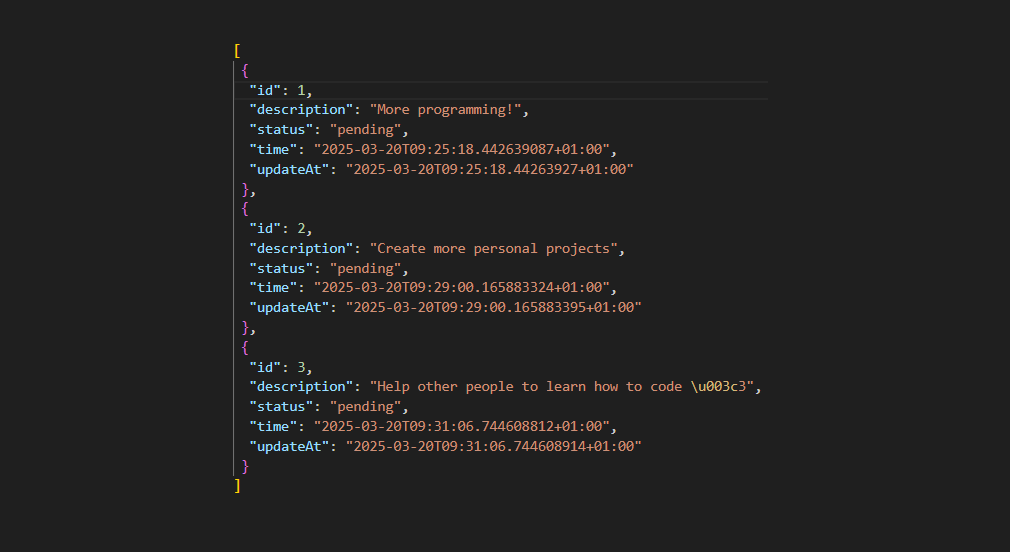 [
{
"id": 1,
"description": "More programming!",
"status": "pending",
"time": "2025-03-20T09:25:18.442639087+01:00",
"updateAt": "2025-03-20T09:25:18.44263927+01:00"
},
{
"id": 2,
"description": "Create more personal projects",
"status": "pending",
"time": "2025-03-20T09:29:00.165883324+01:00",
"updateAt": "2025-03-20T09:29:00.165883395+01:00"
},
{
"id": 3,
"description": "Help other people to learn how to code \u003c3",
"status": "pending",
"time": "2025-03-20T09:31:06.744608812+01:00",
"updateAt": "2025-03-20T09:31:06.744608914+01:00"
}
]